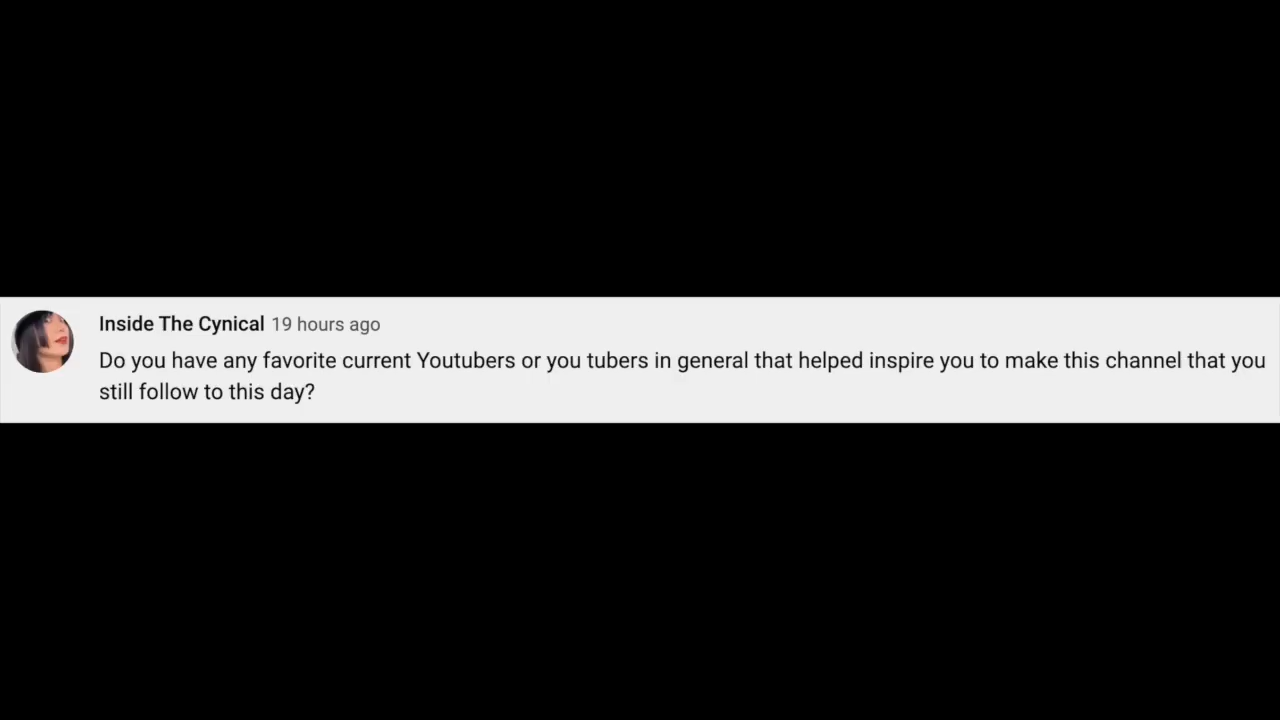 Inside The Cynical 19 hours ago
Do you have any favorite current Youtubers or you tubers in general that helped inspire you to make this channel that you
still follow to this day?